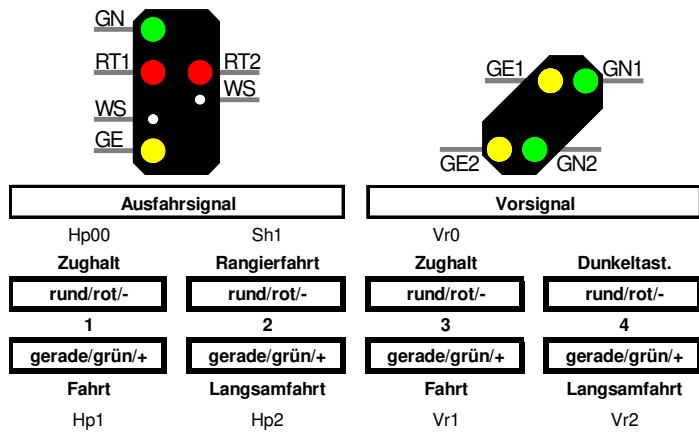 GN
RT1 RT2
WS
WS
GE
GE1 GN1
GE2 GN2
Ausfahrsignal Vorsignal
Hp00 Sh1 Vr0
Zughalt Rangierfahrt Zughalt Dunkeltast.
rund/rot/- rund/rot/- rund/rot/- rund/rot/-
1 2 3 4
gerade/grün/+ gerade/grün/+ gerade/grün/+ gerade/grün/+
Fahrt Langsamfahrt Fahrt Langsamfahrt
Hp1 Hp2 Vr1 Vr2